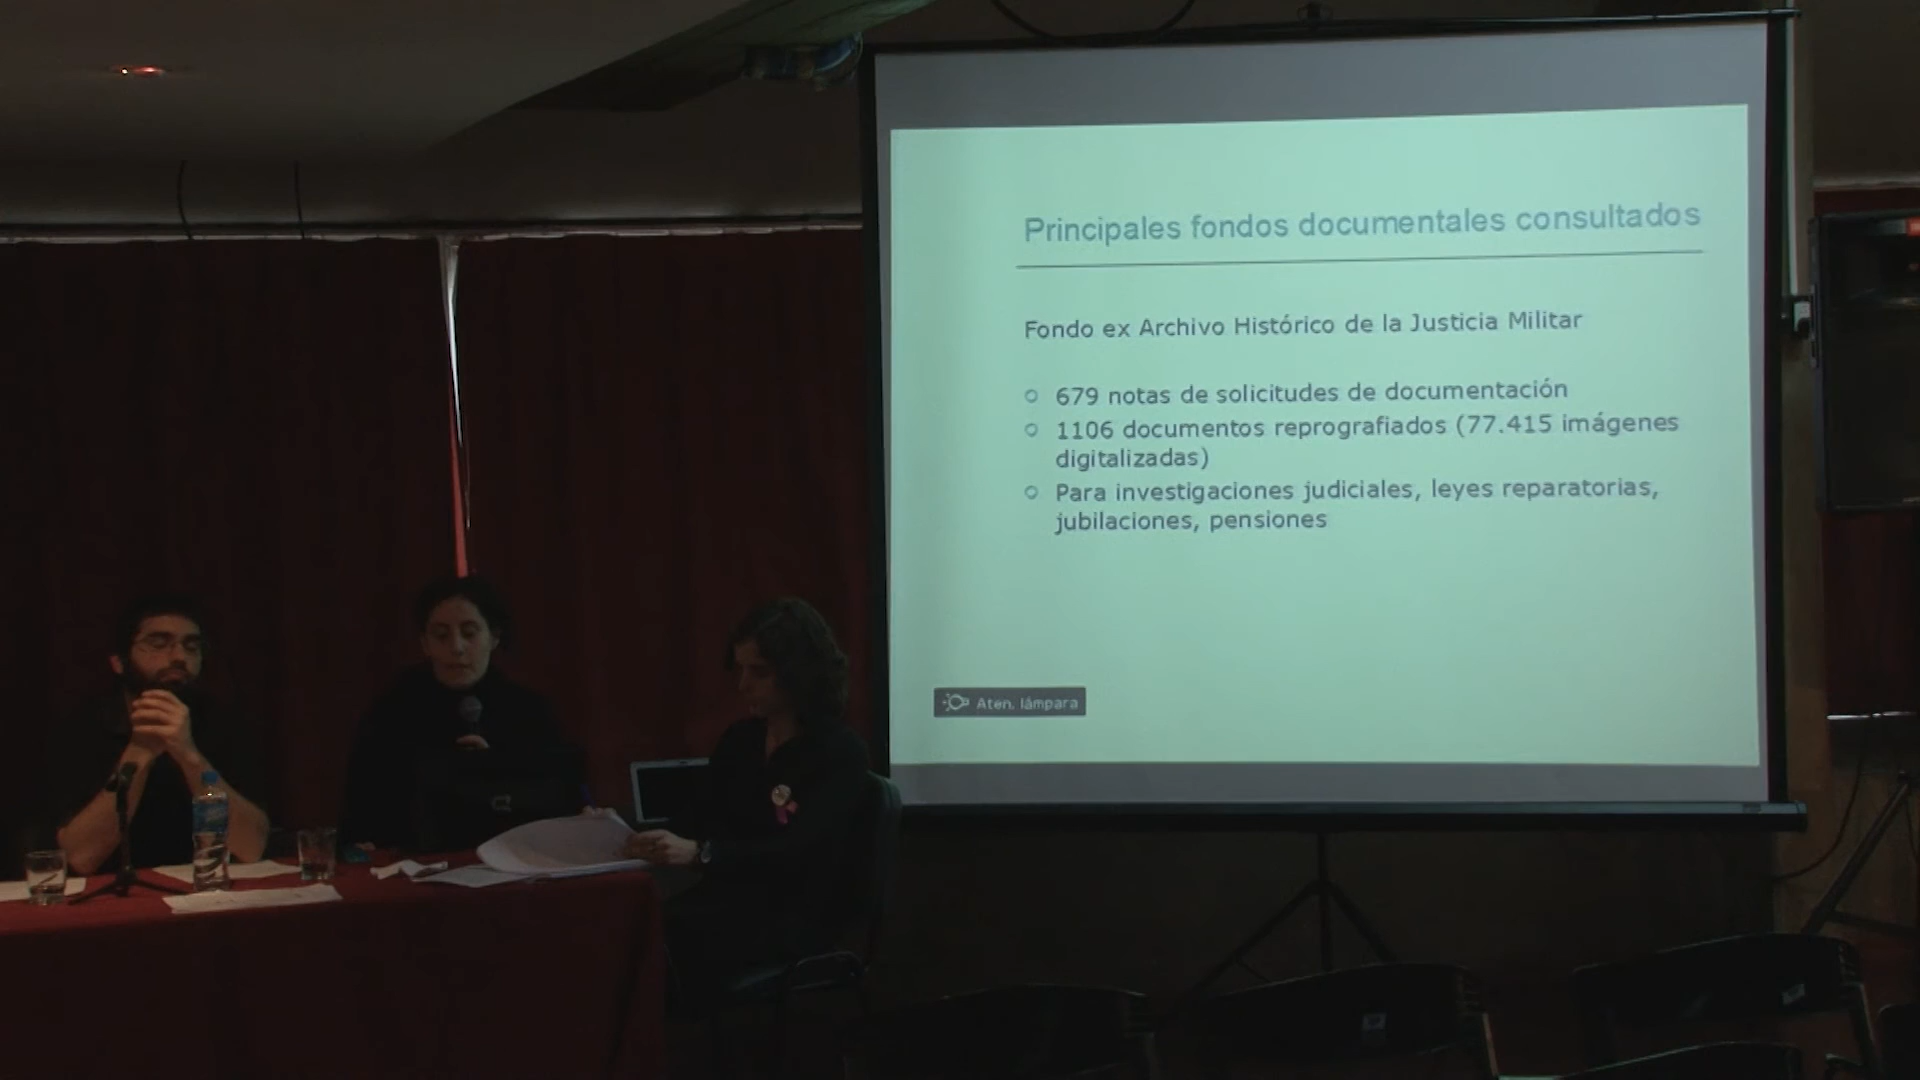 Principales fondos documentales consultados
Fondo ex Archivo Histórico de la Justicia Militar
679 notas de solicitudes de documentación
1106 documentos reprografiados (77.415 imágenes
digitalizadas)
Para investigaciones judiciales, leyes reparatorias,
jubilaciones, pensiones
Aten. lámpara